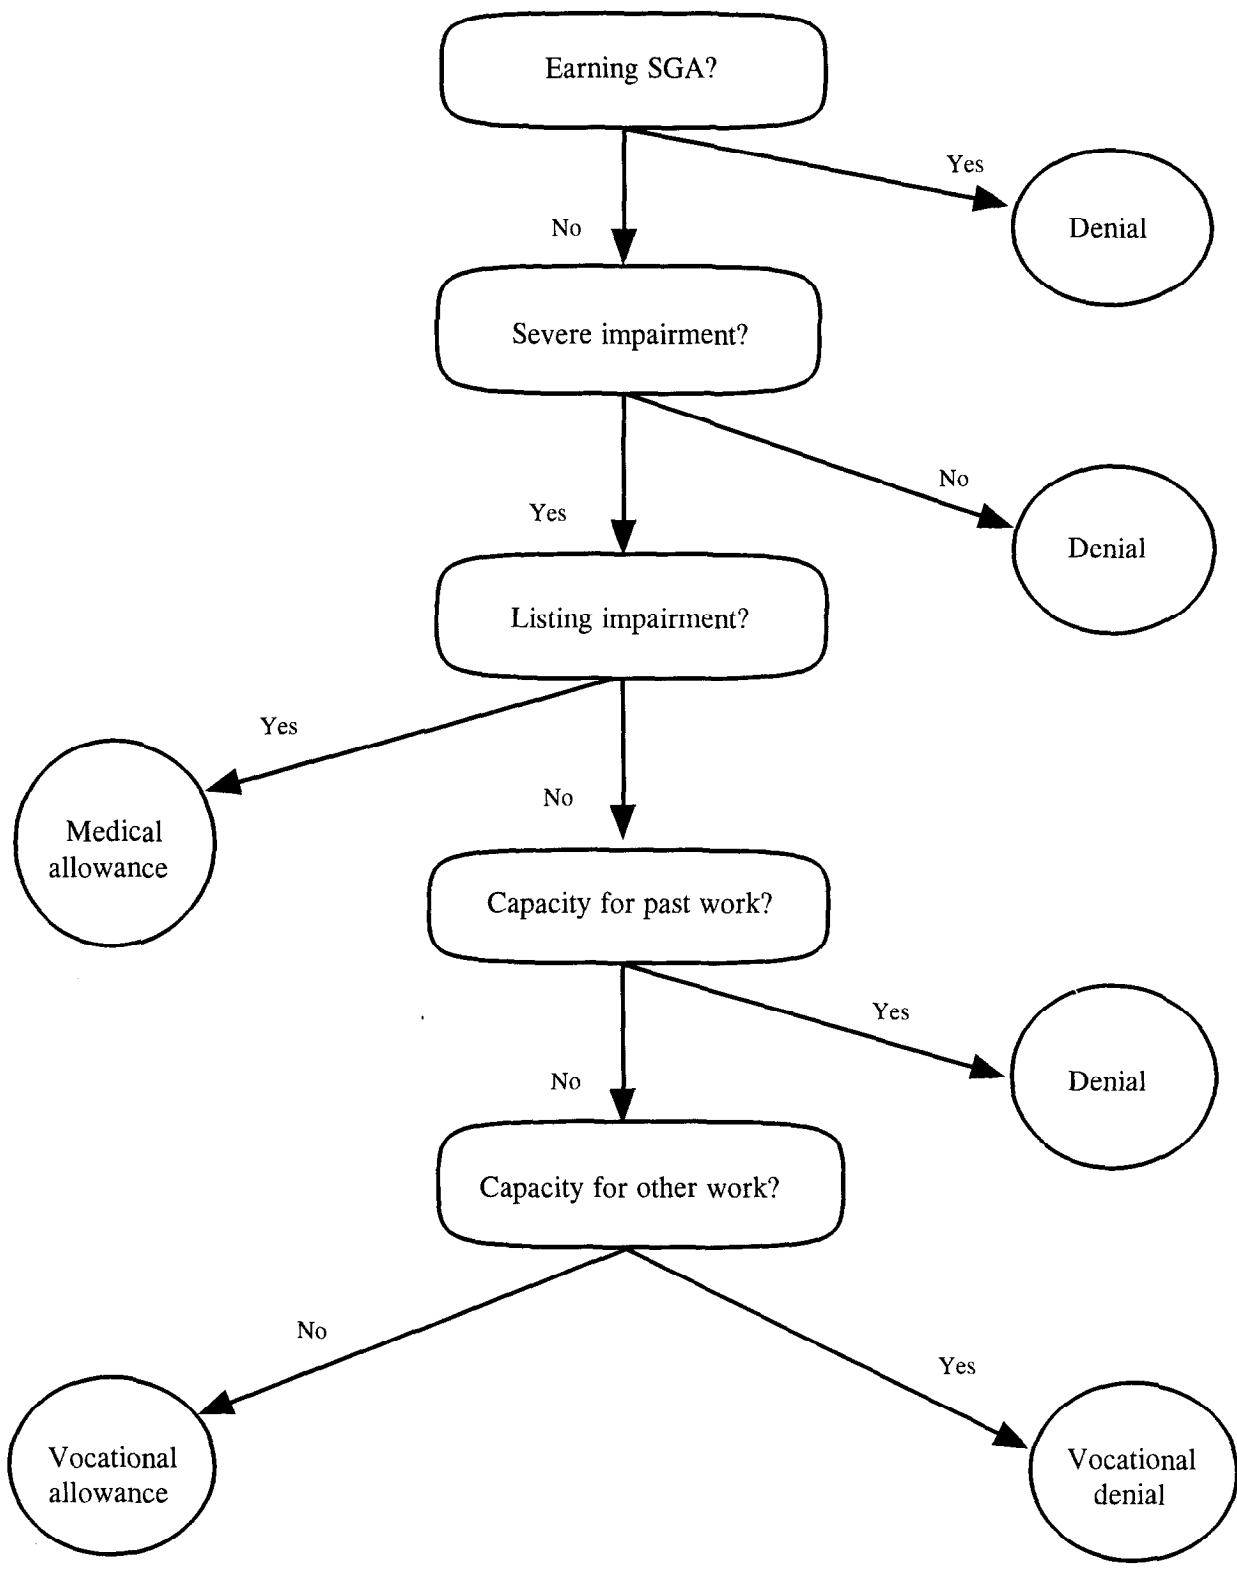 Earning SGA?
Yes
Denial
No
Severe impairment?
No
Denial
Yes
Listing impairment?
Yes
Medical
allowance
No
Capacity for past work?
Yes
Denial
No
Capacity for other work?
No
Yes
Vocational
allowance
Vocational
denial